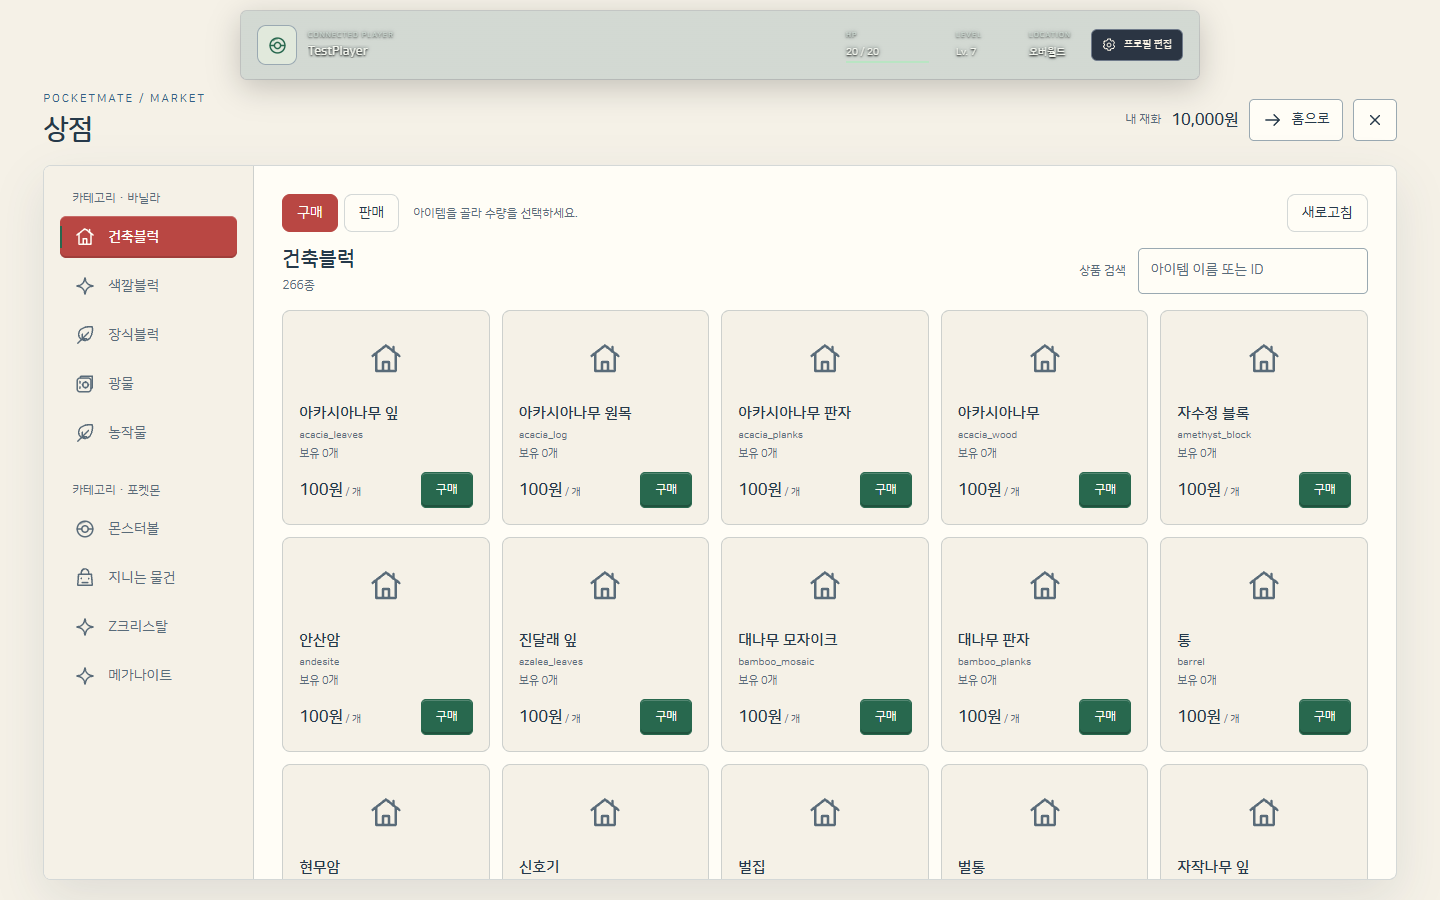 CONNECTED PLAYER
TestPlayer
HP
20 / 20
LEVEL
Lv. 7
LOCATION
오버월드
프로필 편집
POCKETMATE / MARKET
상점
내 재화 10,000원
홈으로
카테고리 · 바닐라
건축블럭
색깔블럭
장식블럭
광물
농작물
카테고리 · 포켓몬
몬스터볼
지니는 물건
Z크리스탈
메가나이트
구매
판매
아이템을 골라 수량을 선택하세요.
새로고침
건축블럭
266종
상품 검색
아이템 이름 또는 ID
아카시아나무 잎
acacia_leaves
보유 0개
100원 / 개
구매
아카시아나무 원목
acacia_log
보유 0개
100원 / 개
구매
아카시아나무 판자
acacia_planks
보유 0개
100원 / 개
구매
아카시아나무
acacia_wood
보유 0개
100원 / 개
구매
자수정 블록
amethyst_block
보유 0개
100원 / 개
구매
안산암
andesite
보유 0개
100원 / 개
구매
진달래 잎
azalea_leaves
보유 0개
100원 / 개
구매
대나무 모자이크
bamboo_mosaic
보유 0개
100원 / 개
구매
대나무 판자
bamboo_planks
보유 0개
100원 / 개
구매
통
barrel
보유 0개
100원 / 개
구매
현무암
신호기
벌집
벌통
자작나무 잎